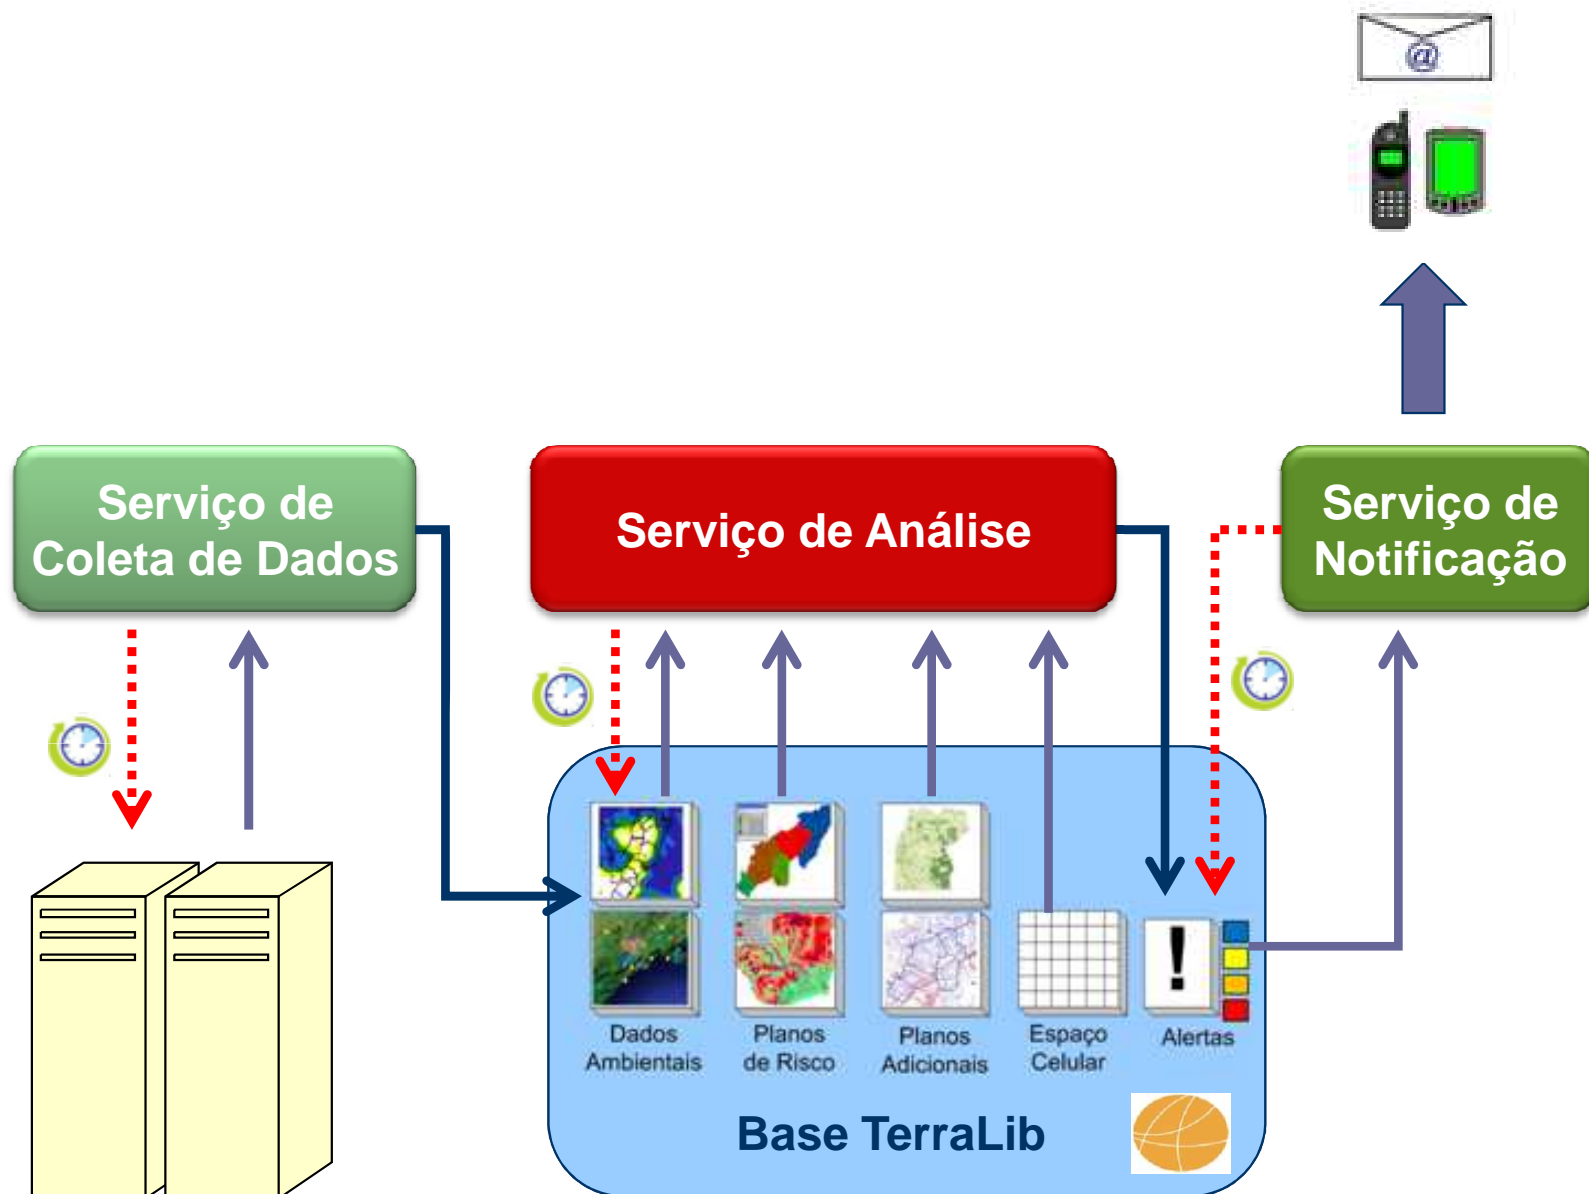 @
Serviço de
Coleta de Dados
Serviço de Análise
Serviço de
Notificação
!
Dados
Ambientais
Planos
de Risco
Planos
Adicionais
Espaço
Celular
Alertas
Base TerraLib